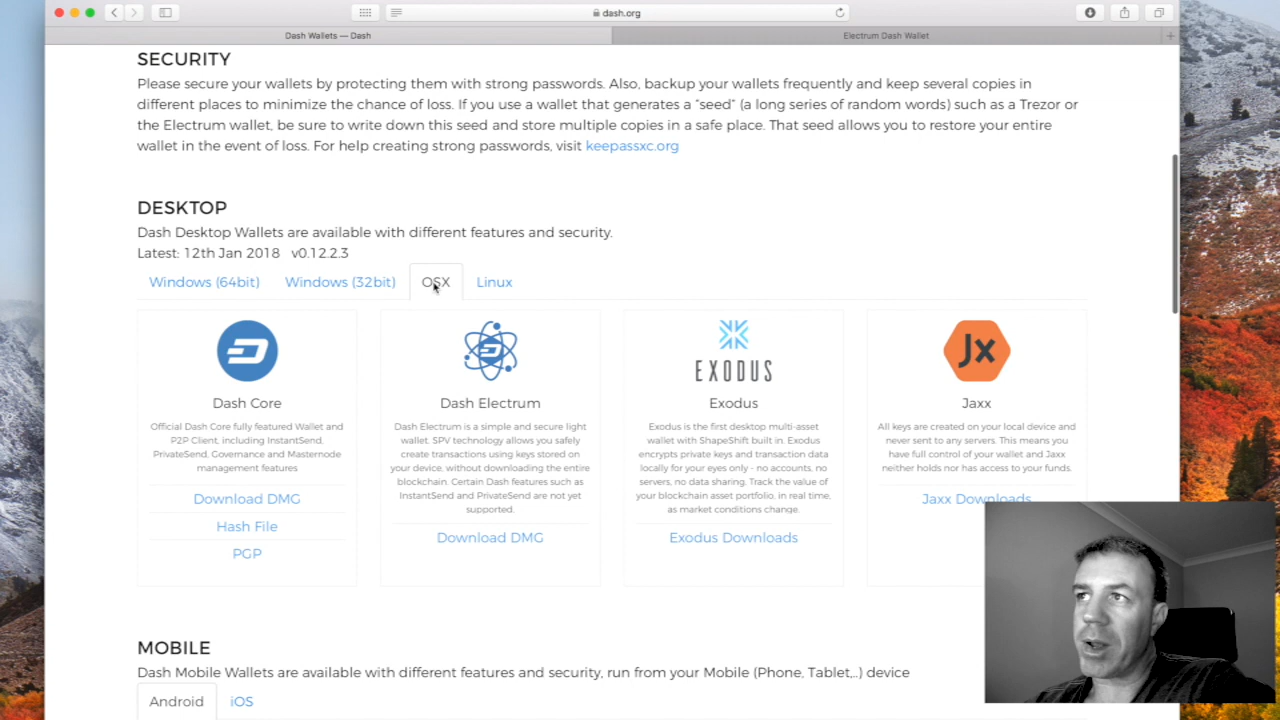 dash.org
Dash Wallets — Dash
Electrum Dash Wallet
SECURITY
Please secure your wallets by protecting them with strong passwords. Also, backup your wallets frequently and keep several copies in
different places to minimize the chance of loss. If you use a wallet that generates a "seed" (a long series of random words) such as a Trezor or
the Electrum wallet, be sure to write down this seed and store multiple copies in a safe place. That seed allows you to restore your entire
wallet in the event of loss. For help creating strong passwords, visit keepassxc.org
DESKTOP
Dash Desktop Wallets are available with different features and security.
Latest: 12th Jan 2018 v0.12.2.3
Windows (64bit) Windows (32bit) OSX Linux
Dash Core
Official Dash Core fully featured Wallet and
P2P Client, including InstantSend,
PrivateSend, Governance and Masternode
management features
Download DMG
Hash File
PGP
Dash Electrum
Dash Electrum is a simple and secure light
wallet. SPV technology allows you safely
create transactions using keys stored on
your device, without downloading the entire
blockchain. Certain Dash features such as
InstantSend and PrivateSend are not yet
supported.
Download DMG
EXODUS
Exodus
Exodus is the first desktop multi-asset
wallet with ShapeShift built in. Exodus
encrypts private keys and transaction data
locally for your eyes only - no accounts, no
servers, no data sharing. Track the value of
your blockchain asset portfolio, in real time,
as market conditions change.
Exodus Downloads
Jx
Jaxx
All keys are created on your local device and
never sent to any servers. This means you
have full control of your wallet and Jaxx
neither holds nor has access to your funds.
Jaxx Downloads
MOBILE
Dash Mobile Wallets are available with different features and security, run from your Mobile (Phone, Tablet,..) device
Android iOS